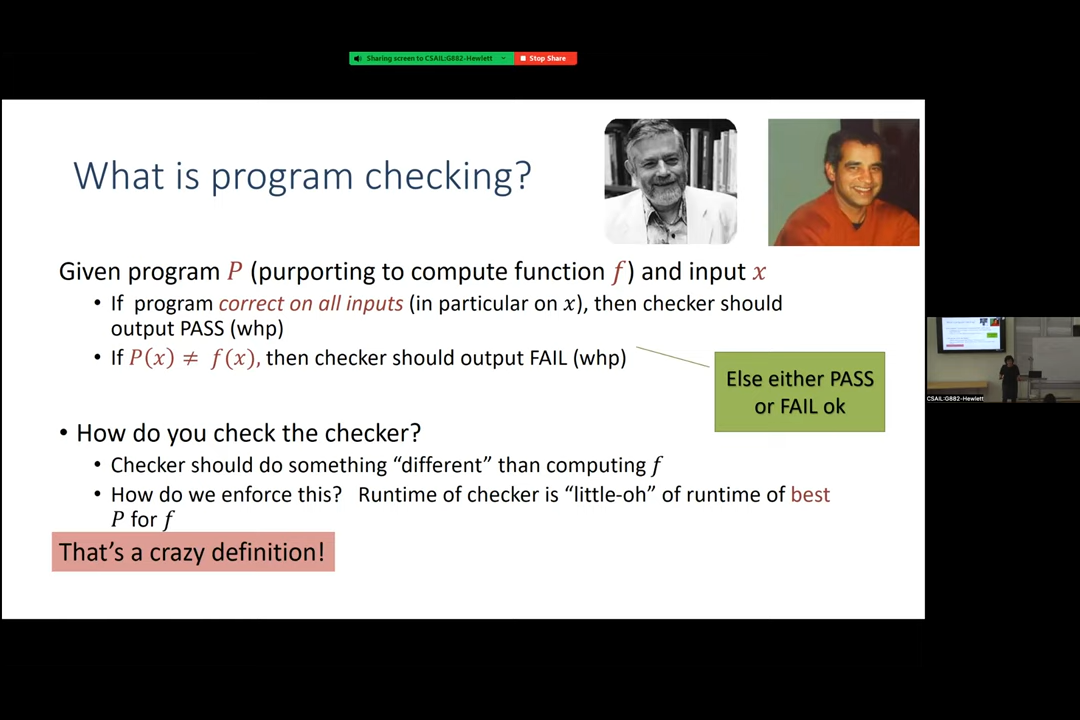 Sharing screen to CSAIL:G882-Hewlett
Stop Share
What is program checking?
Given program P (purporting to compute function f) and input x
• If program correct on all inputs (in particular on x), then checker should
output PASS (whp)
• If P(x) ≠ f(x), then checker should output FAIL (whp)
Else either PASS
or FAIL ok
• How do you check the checker?
• Checker should do something “different” than computing f
• How do we enforce this? Runtime of checker is “little-oh” of runtime of best
P for f
That’s a crazy definition!
CSAIL:G882-Hewlett